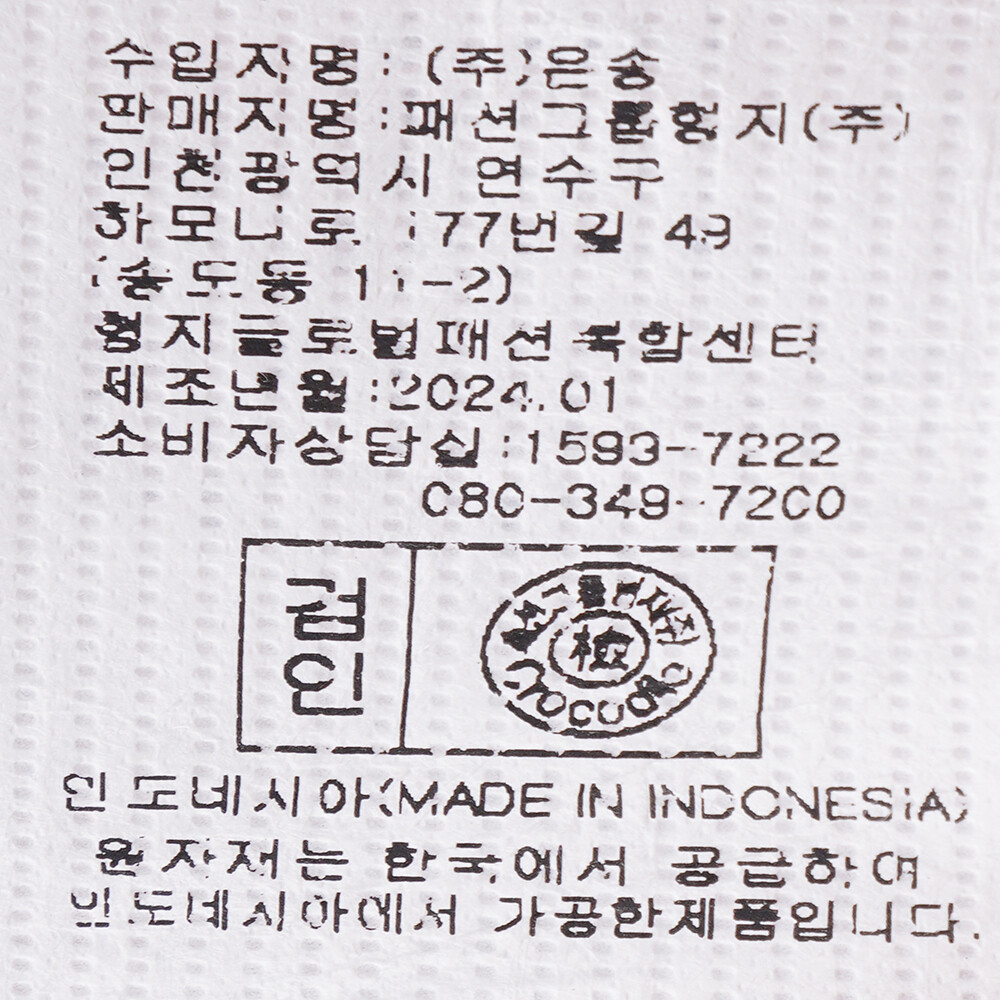 수입자명: (주)은송
판매자명:패션그룹형지(주)
인천광역시 연수구
하모니로 177번길 49
(송도동 11-2)
형지글로벌패션복합센터
제조년월:2024.01
소비자상담실:1593-7222
080-349-7200
검
인
檢
Crocodile
인도네시아(MADE IN INDONESIA)
원자재는 한국에서 공급하여
인도네시아에서 가공한제품입니다.